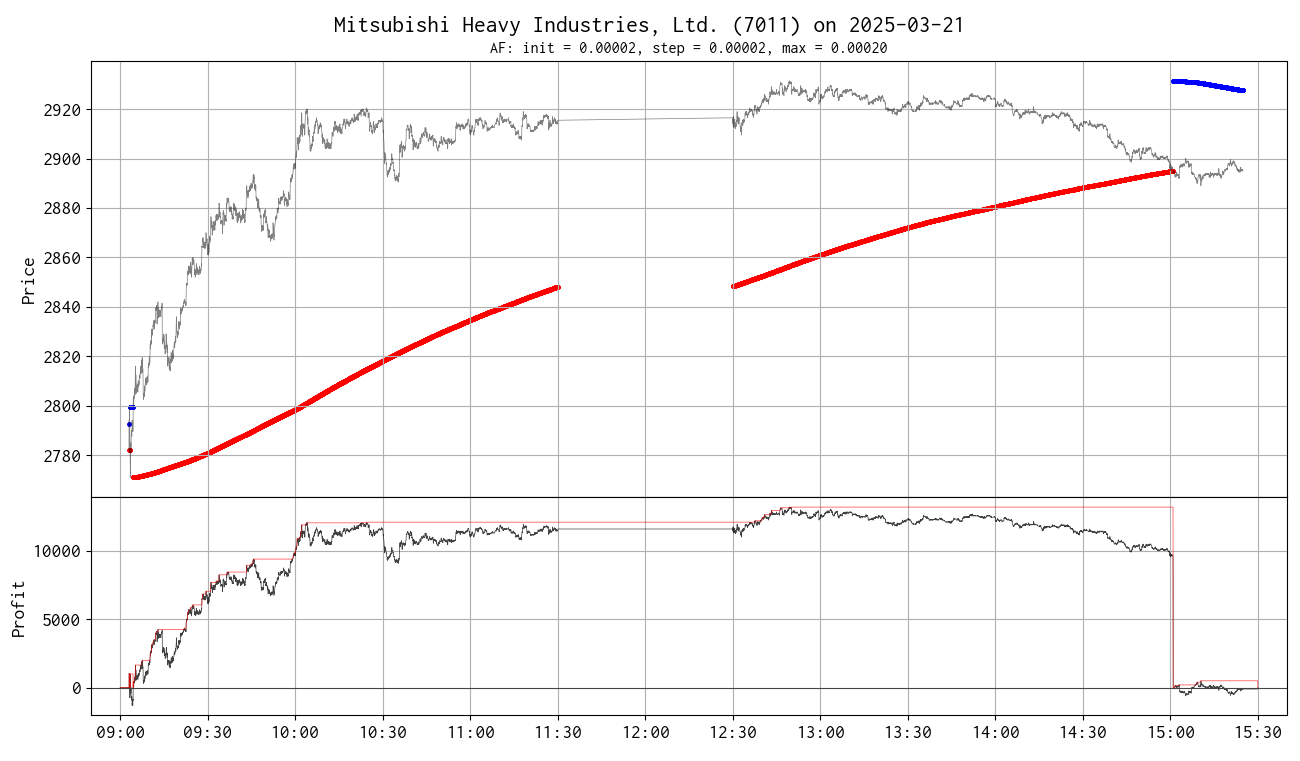 Mitsubishi Heavy Industries, Ltd. (7011) on 2025-03-21
AF: init = 0.00002, step = 0.00002, max = 0.00020
Price
2920
2900
2880
2860
2840
2820
2800
2780
Profit
10000
5000
0
09:00 09:30 10:00 10:30 11:00 11:30 12:00 12:30 13:00 13:30 14:00 14:30 15:00 15:30